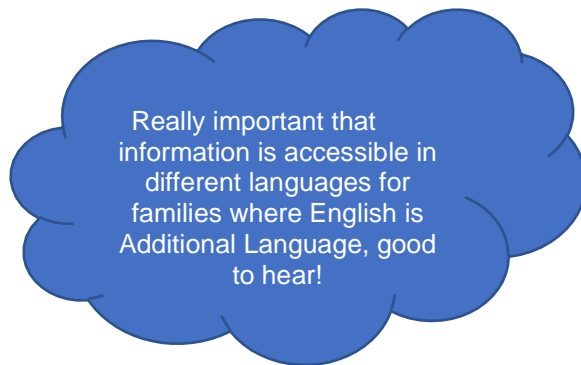 Really important that
information is accessible in
different languages for
families where English is
Additional Language, good
to hear!